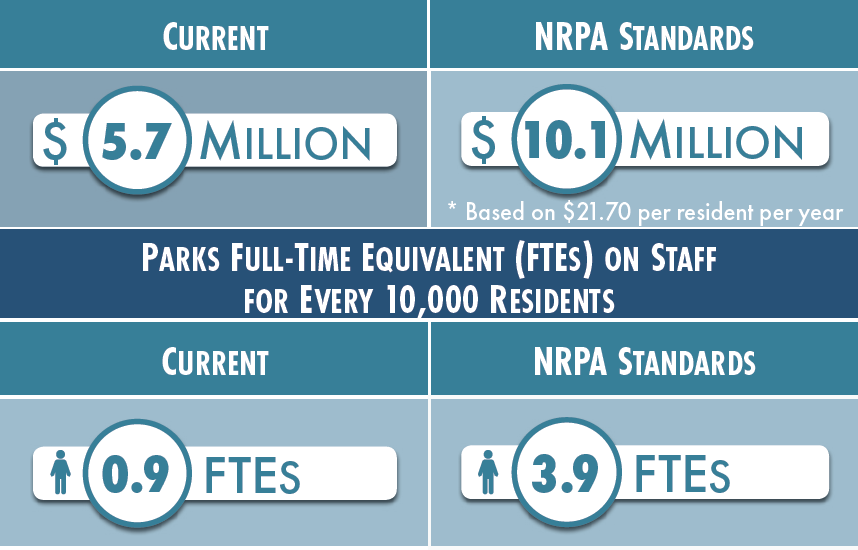 CURRENT
NRPA STANDARDS
$ 5.7 MILLION
$ 10.1 MILLION
* Based on $21.70 per resident per year
PARKS FULL-TIME EQUIVALENT (FTES) ON STAFF
FOR EVERY 10,000 RESIDENTS
CURRENT
NRPA STANDARDS
0.9 FTES
3.9 FTES